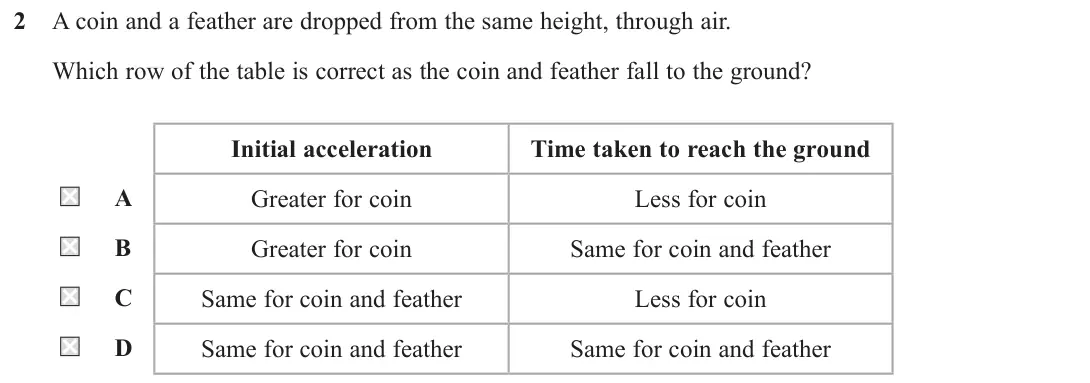 2 A coin and a feather are dropped from the same height, through air.
Which row of the table is correct as the coin and feather fall to the ground?
Initial acceleration Time taken to reach the ground
A Greater for coin Less for coin
B Greater for coin Same for coin and feather
C Same for coin and feather Less for coin
D Same for coin and feather Same for coin and feather